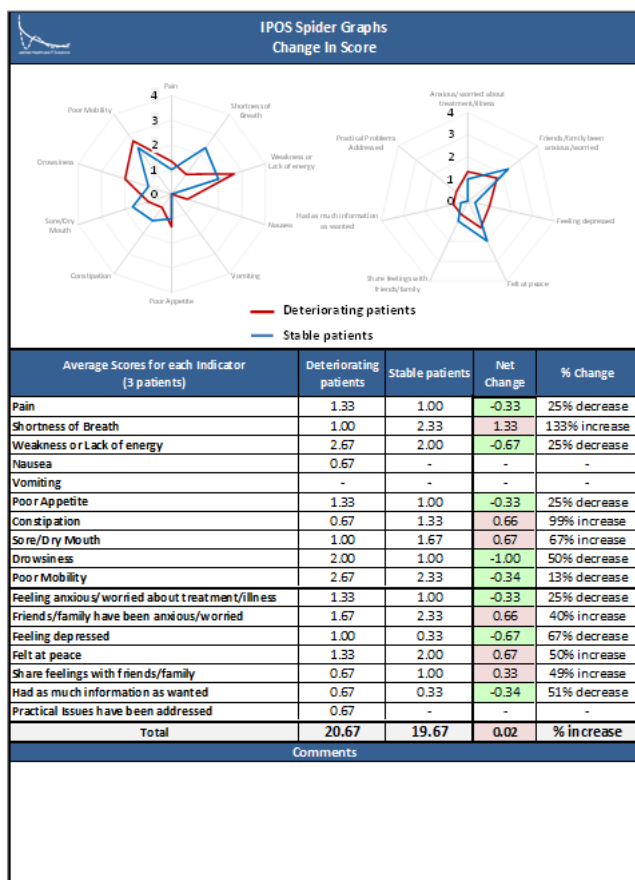 IPOS Spider Graphs
Change In Score
Pain
Shortness of
Breath
Weakness or
Lack of energy
Nausea
Vomiting
Poor Appetite
Constipation
Sore/Dry
Mouth
Drowsiness
Poor Mobility
4
3
2
1
0
Anxious/worried about
treatment/illness
Friends/family been
anxious/worried
Feeling depressed
Felt at peace
Share feelings with
friends/family
Had as much information
as wanted
Practical Problems
Addressed
4
3
2
1
0
Deteriorating patients
Stable patients
Average Scores for each Indicator (3 patients) Deteriorating patients Stable patients Net Change % Change
Pain 1.33 1.00 -0.33 25% decrease
Shortness of Breath 1.00 2.33 1.33 133% increase
Weakness or Lack of energy 2.67 2.00 -0.67 25% decrease
Nausea 0.67 - - -
Vomiting - - - -
Poor Appetite 1.33 1.00 -0.33 25% decrease
Constipation 0.67 1.33 0.66 99% increase
Sore/Dry Mouth 1.00 1.67 0.67 67% increase
Drowsiness 2.00 1.00 -1.00 50% decrease
Poor Mobility 2.67 2.33 -0.34 13% decrease
Feeling anxious/worried about treatment/illness 1.33 1.00 -0.33 25% decrease
Friends/family have been anxious/worried 1.67 2.33 0.66 40% increase
Feeling depressed 1.00 0.33 -0.67 67% decrease
Felt at peace 1.33 2.00 0.67 50% increase
Share feelings with friends/family 0.67 1.00 0.33 49% increase
Had as much information as wanted 0.67 0.33 -0.34 51% decrease
Practical Issues have been addressed 0.67 - - -
Total 20.67 19.67 0.02 % increase
Comments